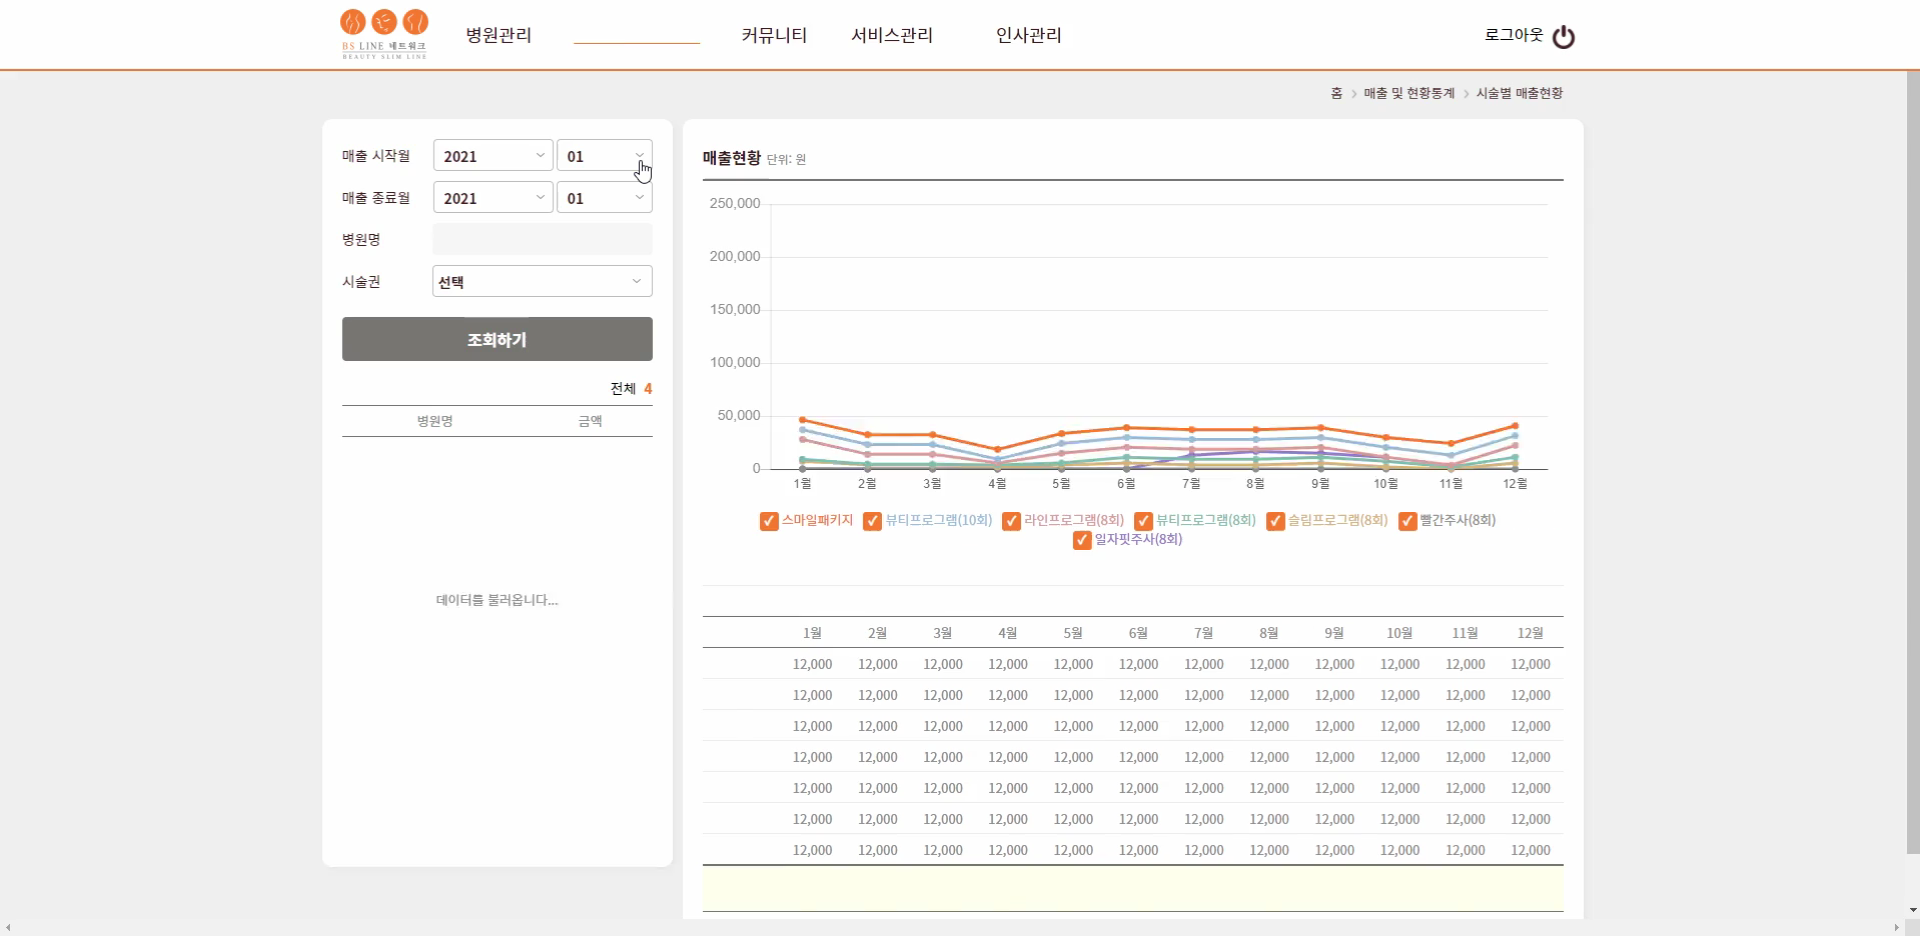 BS LINE 네트워크
BEAUTY SLIM LINE
병원관리
커뮤니티
서비스관리
인사관리
로그아웃
홈 > 매출 및 현황통계 > 시술별 매출현황
매출 시작월 2021 01
매출 종료월 2021 01
병원명
시술권 선택
조회하기
전체 4
병원명 금액
데이터를 불러옵니다...
매출현황 단위: 원
250,000
200,000
150,000
100,000
50,000
0
1월 2월 3월 4월 5월 6월 7월 8월 9월 10월 11월 12월
스마일패키지 뷰티프로그램(10회) 라인프로그램(8회) 뷰티프로그램(8회) 슬림프로그램(8회) 빨간주사(8회)
일자핏주사(8회)
1월 2월 3월 4월 5월 6월 7월 8월 9월 10월 11월 12월
12,000 12,000 12,000 12,000 12,000 12,000 12,000 12,000 12,000 12,000 12,000 12,000
12,000 12,000 12,000 12,000 12,000 12,000 12,000 12,000 12,000 12,000 12,000 12,000
12,000 12,000 12,000 12,000 12,000 12,000 12,000 12,000 12,000 12,000 12,000 12,000
12,000 12,000 12,000 12,000 12,000 12,000 12,000 12,000 12,000 12,000 12,000 12,000
12,000 12,000 12,000 12,000 12,000 12,000 12,000 12,000 12,000 12,000 12,000 12,000
12,000 12,000 12,000 12,000 12,000 12,000 12,000 12,000 12,000 12,000 12,000 12,000
12,000 12,000 12,000 12,000 12,000 12,000 12,000 12,000 12,000 12,000 12,000 12,000